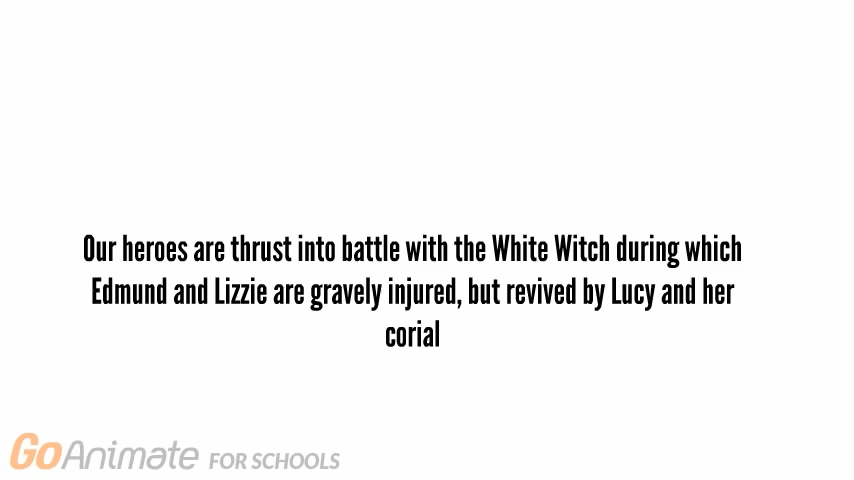 Our heroes are thrust into battle with the White Witch during which
Edmund and Lizzie are gravely injured, but revived by Lucy and her
corial
GoAnimate FOR SCHOOLS